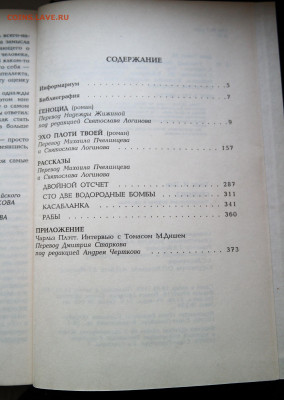 СОДЕРЖАНИЕ
Информариум 5
Библиография 7
ГЕНОЦИД (роман)
Перевод Надежды Жижиной
под редакцией Святослава Логинова 9
ЭХО ПЛОТИ ТВОЕЙ (роман)
Перевод Михаила Пчелинцева
и Святослава Логинова 157
РАССКАЗЫ
Перевод Михаила Пчелинцева
и Святослава Логинова
ДВОЙНОЙ ОТСЧЕТ 287
СТО ДВЕ ВОДОРОДНЫЕ БОМБЫ 311
КАСАБЛАНКА 341
РАБЫ 360
ПРИЛОЖЕНИЕ
Чарльз Платт. Интервью с Томасом М.Дишем
Перевод Дмитрия Старкова
под редакцией Андрея Черткова 373